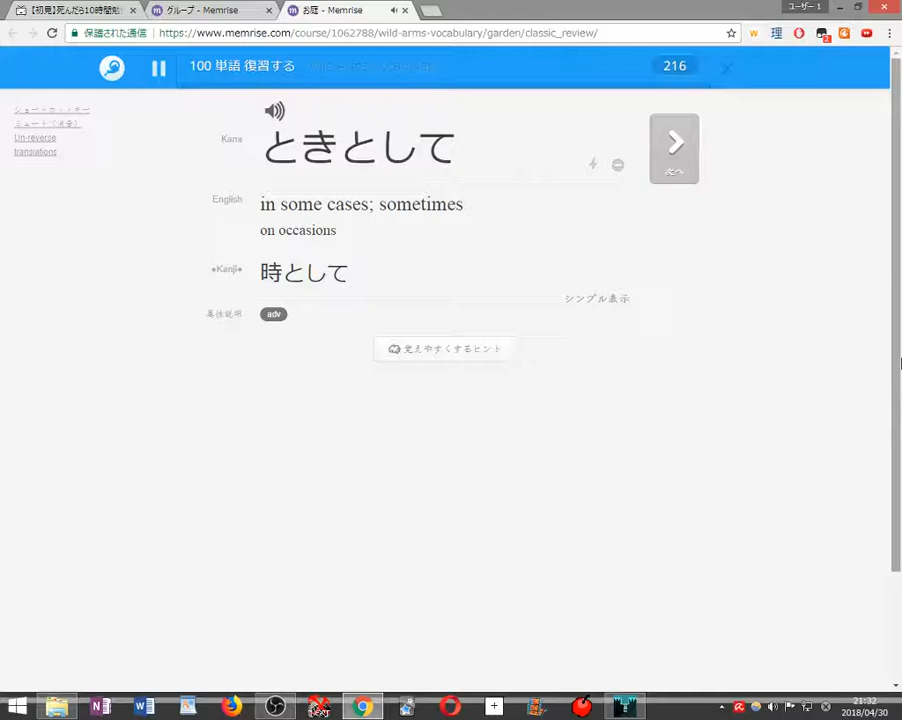 【初見】死んだら10時間勉
グループ - Memrise
お庭 - Memrise
ユーザー 1
保護された通信
https://www.memrise.com/course/1062788/wild-arms-vocabulary/garden/classic_review/
100 単語 復習する
216
Un-reverse
translations
Kana
ときとして
次へ
English
in some cases; sometimes
on occasions
•Kanji•
時として
シンプル表示
adv
覚えやすくするヒント
21:32
2018/04/30